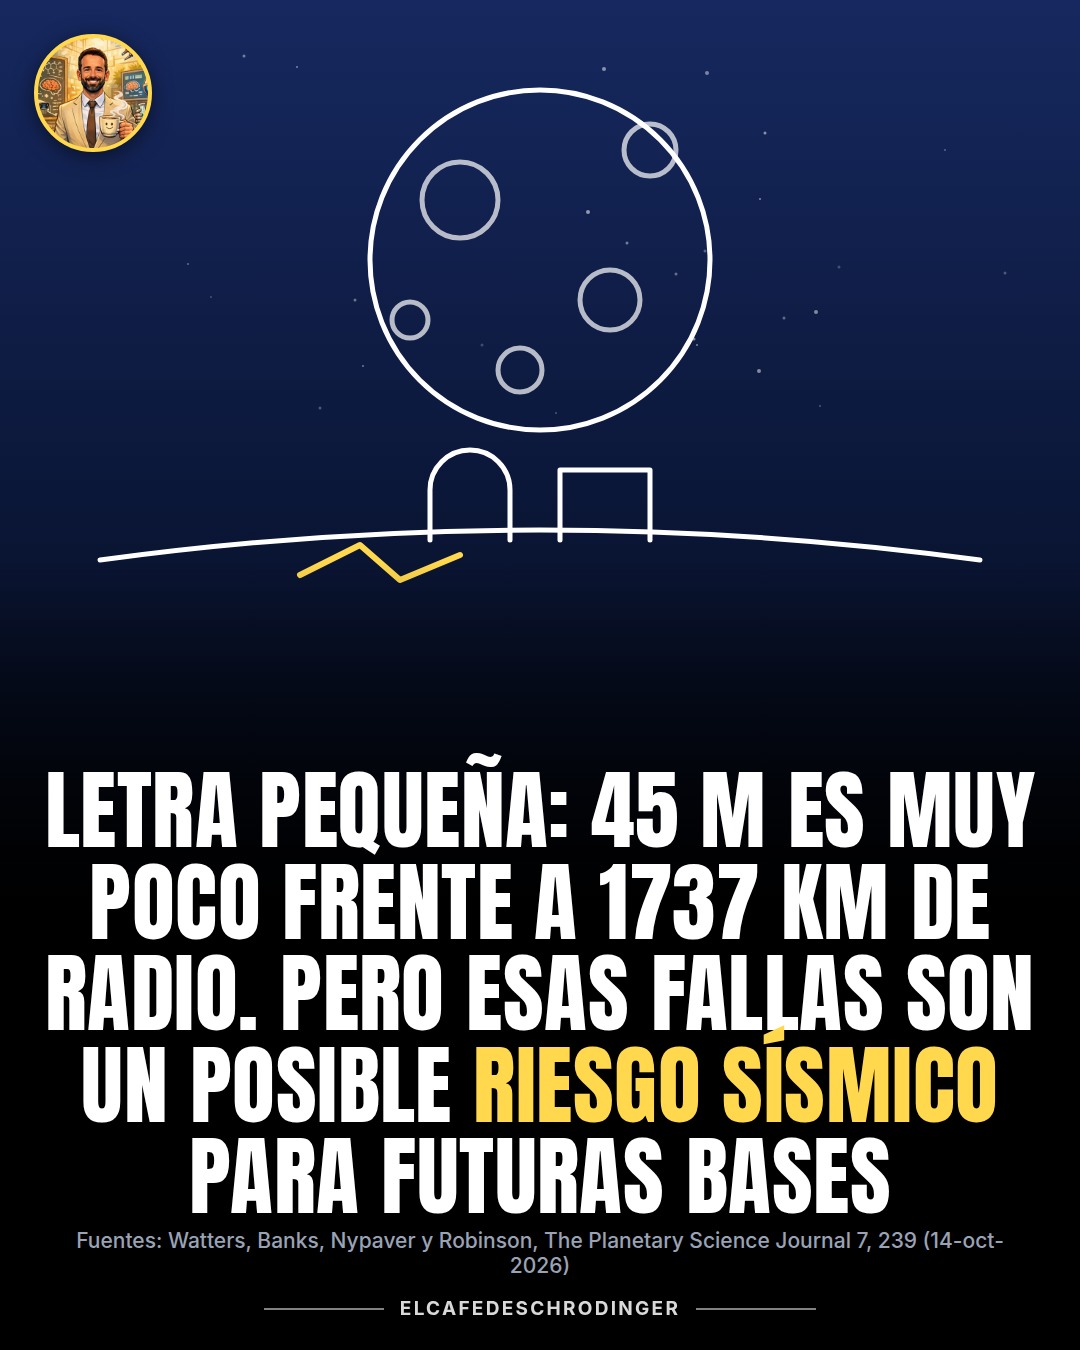 LETRA PEQUEÑA: 45 M ES MUY
POCO FRENTE A 1737 KM DE
RADIO. PERO ESAS FALLAS SON
UN POSIBLE RIESGO SÍSMICO
PARA FUTURAS BASES
Fuentes: Watters, Banks, Nypaver y Robinson, The Planetary Science Journal 7, 239 (14-oct-
2026)
ELCAFEDESCHRODINGER